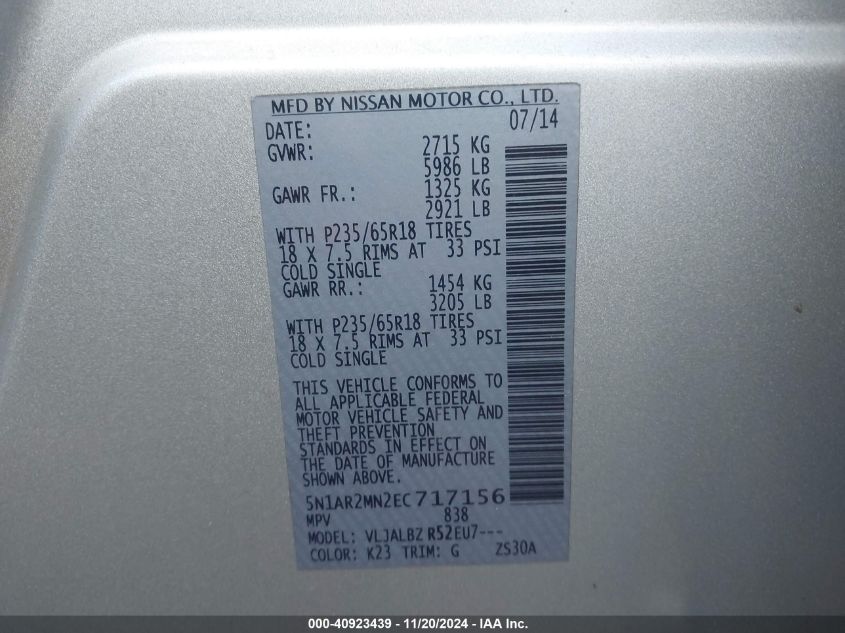 MFD BY NISSAN MOTOR CO., LTD.
DATE: 07/14
GVWR: 2715 KG
5986 LB
GAWR FR.: 1325 KG
2921 LB
WITH P235/65R18 TIRES
18 X 7.5 RIMS AT 33 PSI
COLD SINGLE
GAWR RR.: 1454 KG
3205 LB
WITH P235/65R18 TIRES
18 X 7.5 RIMS AT 33 PSI
COLD SINGLE
THIS VEHICLE CONFORMS TO
ALL APPLICABLE FEDERAL
MOTOR VEHICLE SAFETY AND
THEFT PREVENTION
STANDARDS IN EFFECT ON
THE DATE OF MANUFACTURE
SHOWN ABOVE.
5N1AR2MN2EC717156
MPV 838
MODEL: VLJALBZ R52EU7---
COLOR: K23 TRIM: G ZS30A
000-40923439 - 11/20/2024 - IAA Inc.